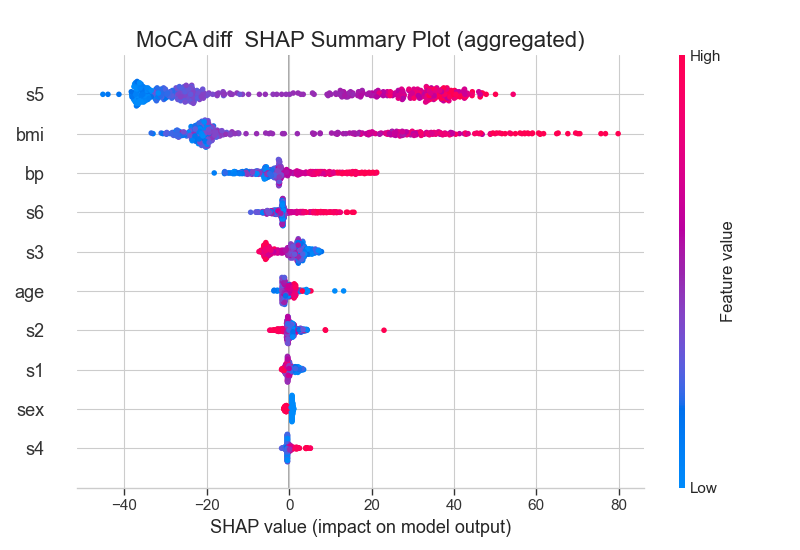 MoCA diff  SHAP Summary Plot (aggregated)
High
s5
bmi
bp
s6
s3
age
s2
s1
sex
s4
Feature value
Low
−40 −20 0 20 40 60 80
SHAP value (impact on model output)